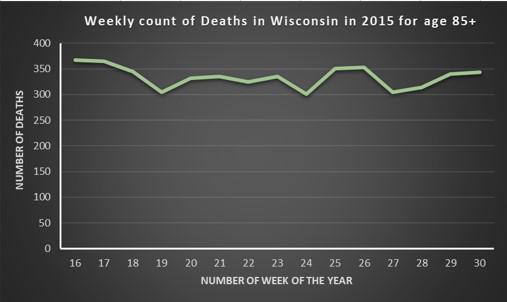 Weekly count of Deaths in Wisconsin in 2015 for age 85+
NUMBER OF DEATHS
400
350
300
250
200
150
100
50
0
16 17 18 19 20 21 22 23 24 25 26 27 28 29 30
NUMBER OF WEEK OF THE YEAR